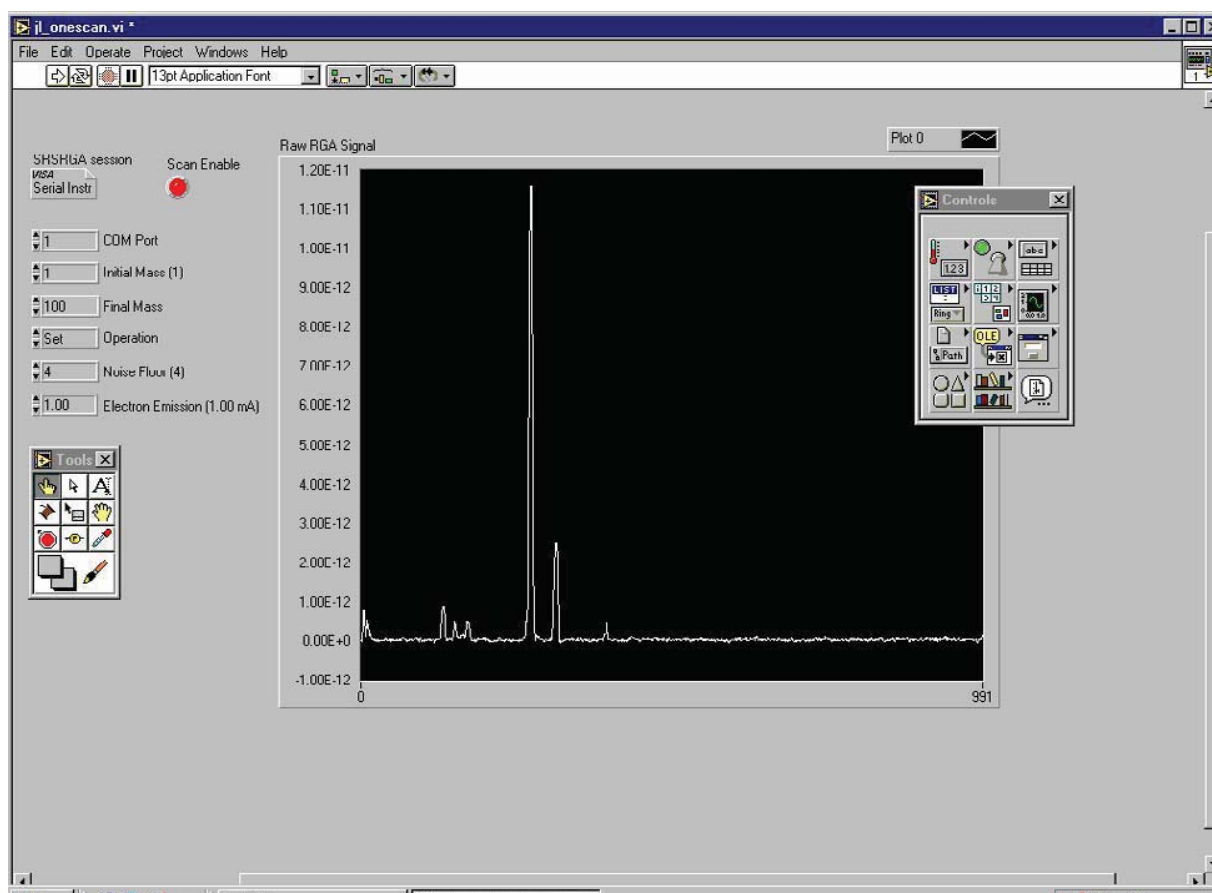 jl_onescan.vi *
File Edit Operate Project Windows Help
13pt Application Font
1
SRSRGA session
VISA
Serial Instr
Scan Enable
1 COM Port
1 Initial Mass (1)
100 Final Mass
Set Operation
4 Noise Floor (4)
1.00 Electron Emission (1.00 mA)
Tools
A
Raw RGA Signal
Plot 0
1.20E-11
1.10E-11
1.00E-11
9.00E-12
8.00E-12
7.00E-12
6.00E-12
5.00E-12
4.00E-12
3.00E-12
2.00E-12
1.00E-12
0.00E+0
-1.00E-12
0 991
Controls
123 abc
LIST
Ring
Path OLE